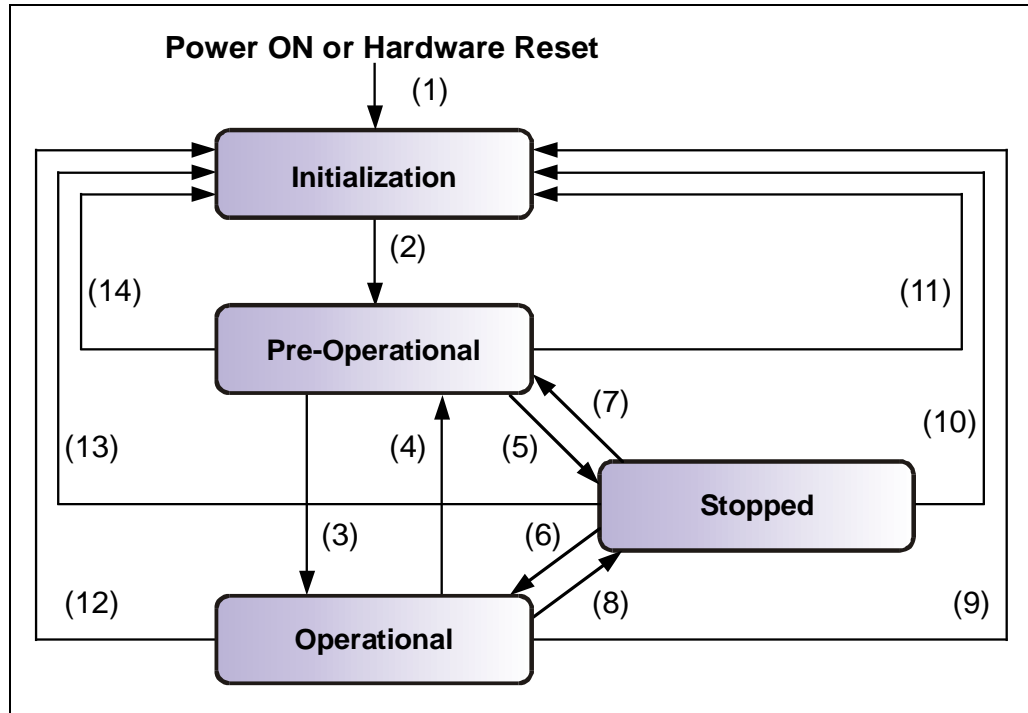 Power ON or Hardware Reset
(1)
Initialization
(2)
(14)
(11)
Pre-Operational
(7)
(13)
(4)
(5)
(10)
Stopped
(3)
(6)
(12)
(8)
(9)
Operational